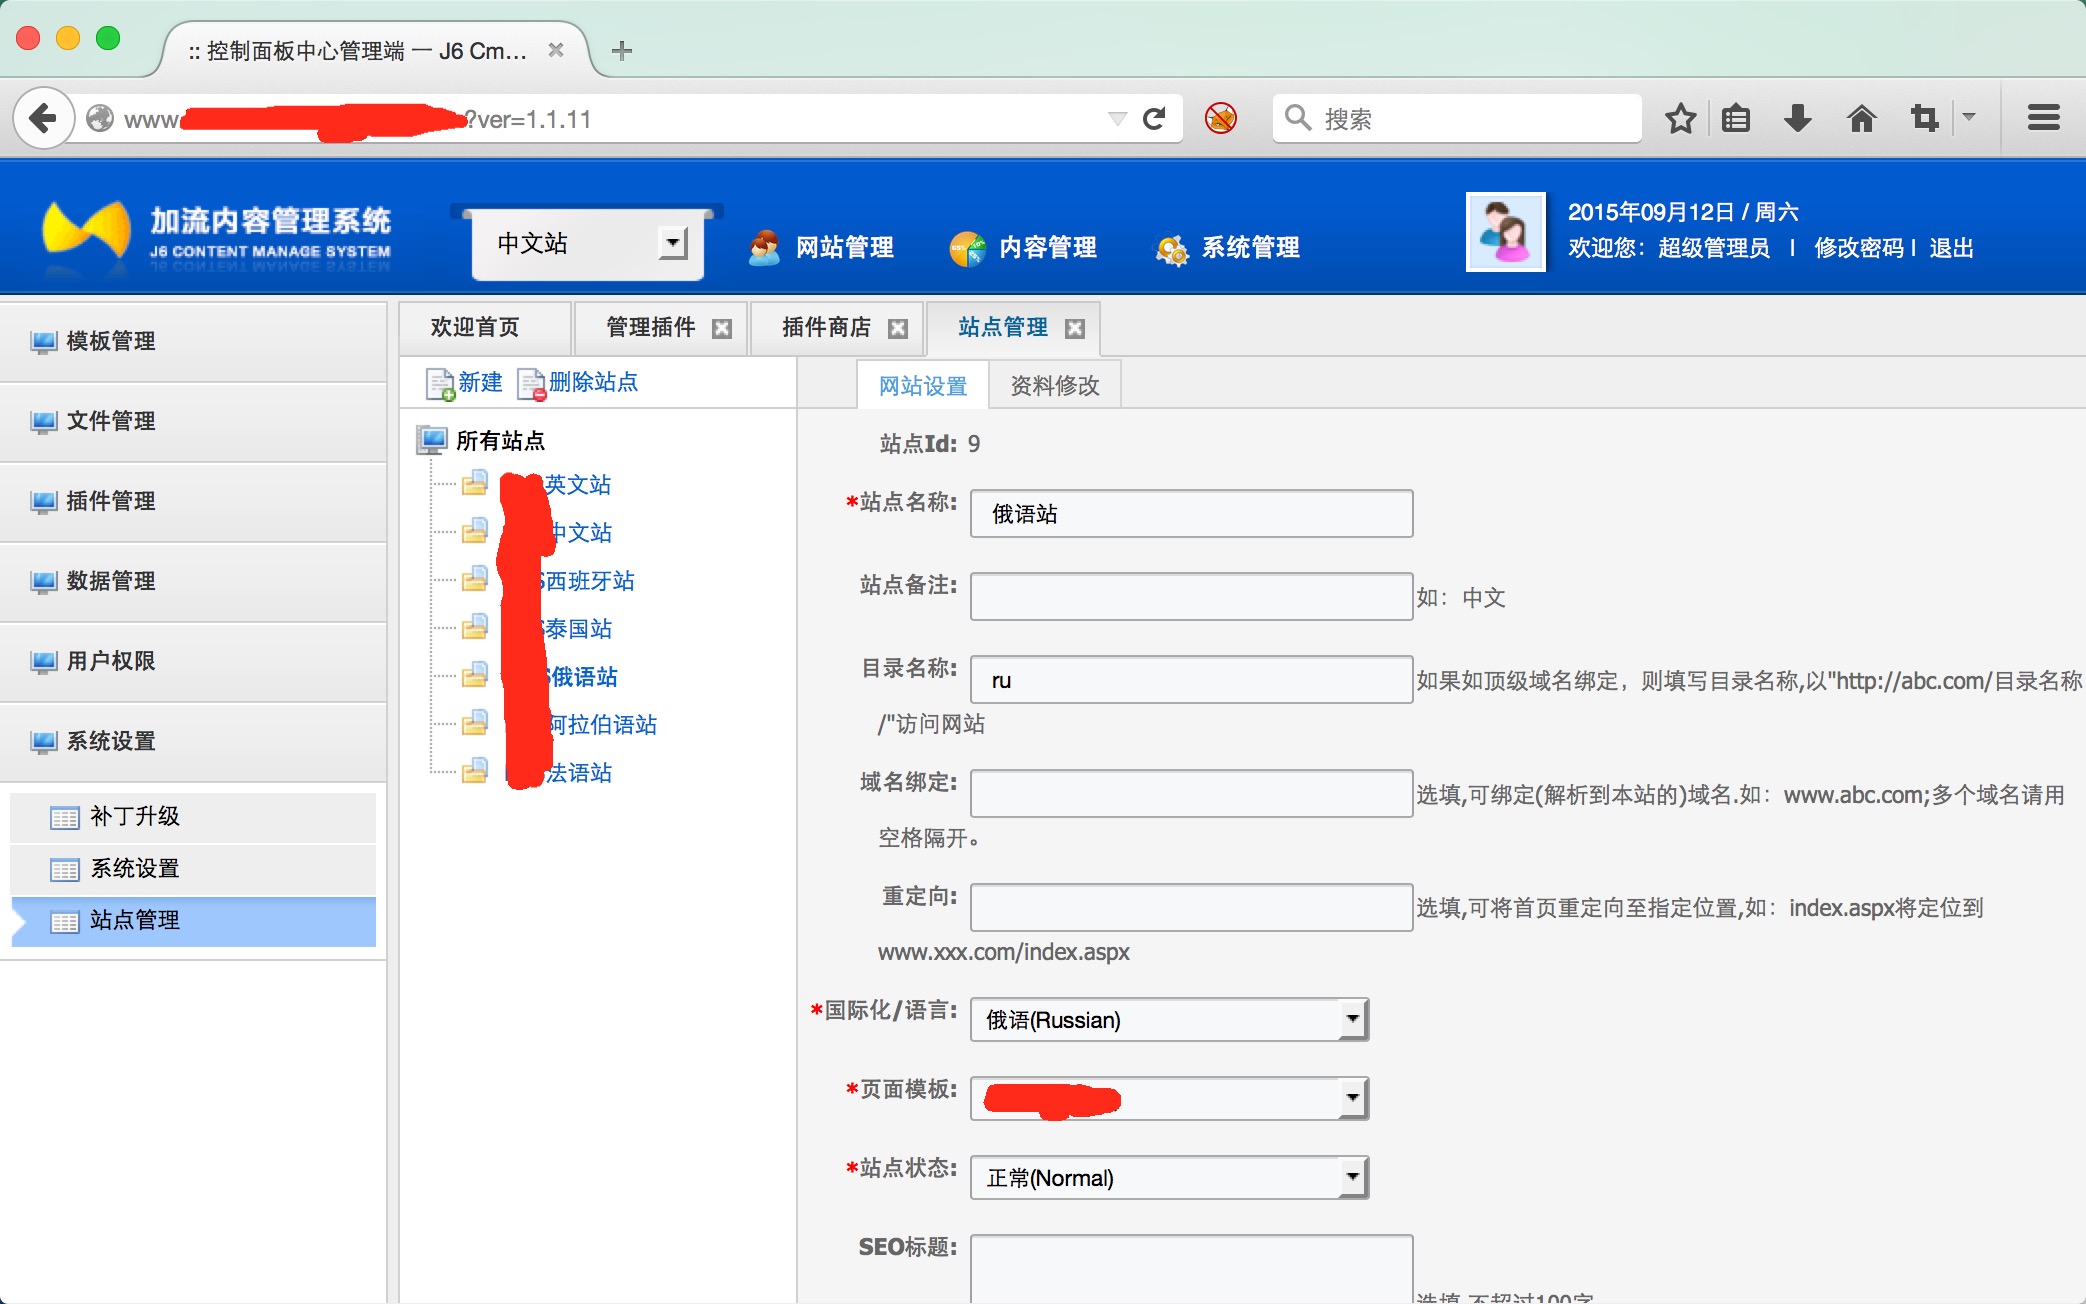 :: 控制面板中心管理端 — J6 Cm...
www
?ver=1.1.11
搜索
加流内容管理系统
J6 CONTENT MANAGE SYSTEM
中文站
网站管理
内容管理
系统管理
2015年09月12日 / 周六
欢迎您：超级管理员 | 修改密码 | 退出
模板管理
文件管理
插件管理
数据管理
用户权限
系统设置
补丁升级
系统设置
站点管理
欢迎首页
管理插件
插件商店
站点管理
新建
删除站点
所有站点
英文站
中文站
西班牙站
泰国站
俄语站
阿拉伯语站
法语站
网站设置
资料修改
站点Id: 9
*站点名称: 俄语站
站点备注: 如：中文
目录名称: ru 如果如顶级域名绑定，则填写目录名称,以"http://abc.com/目录名称
/"访问网站
域名绑定: 选填,可绑定(解析到本站的)域名.如：www.abc.com;多个域名请用
空格隔开。
重定向: 选填,可将首页重定向至指定位置,如：index.aspx将定位到
www.xxx.com/index.aspx
*国际化/语言: 俄语(Russian)
*页面模板:
*站点状态: 正常(Normal)
SEO标题:
选填,不超过100字